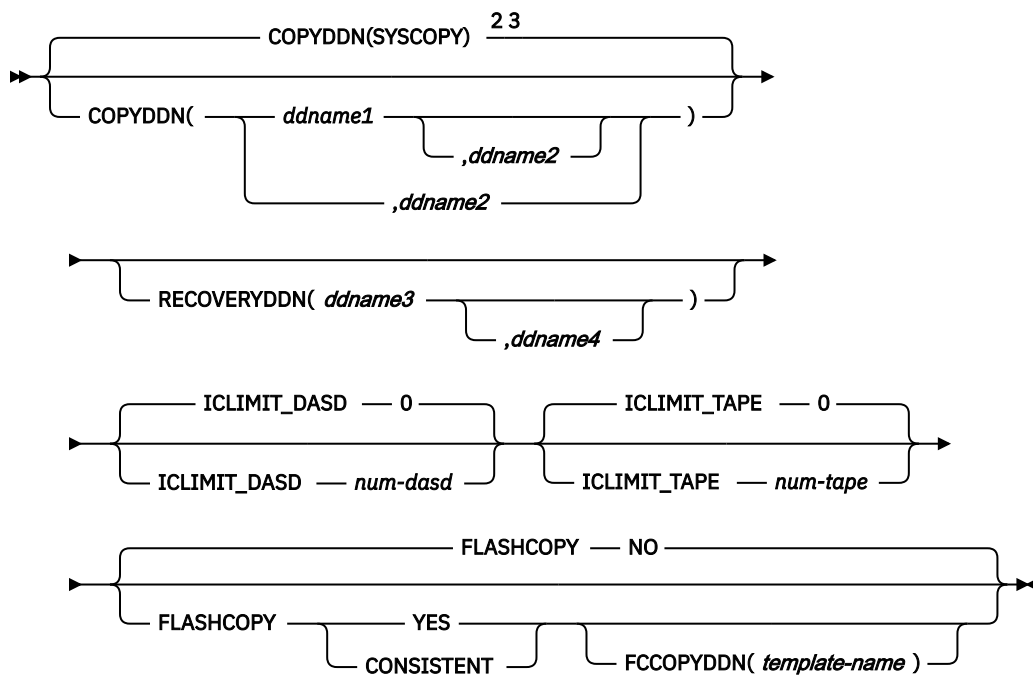 2 3
COPYDDN(SYSCOPY)
COPYDDN( ddname1 )
,ddname2
,ddname2
RECOVERYDDN( ddname3 )
,ddname4
ICLIMIT_DASD 0 ICLIMIT_TAPE 0
ICLIMIT_DASD num-dasd ICLIMIT_TAPE num-tape
FLASHCOPY NO
FLASHCOPY YES
CONSISTENT FCCOPYDDN( template-name )